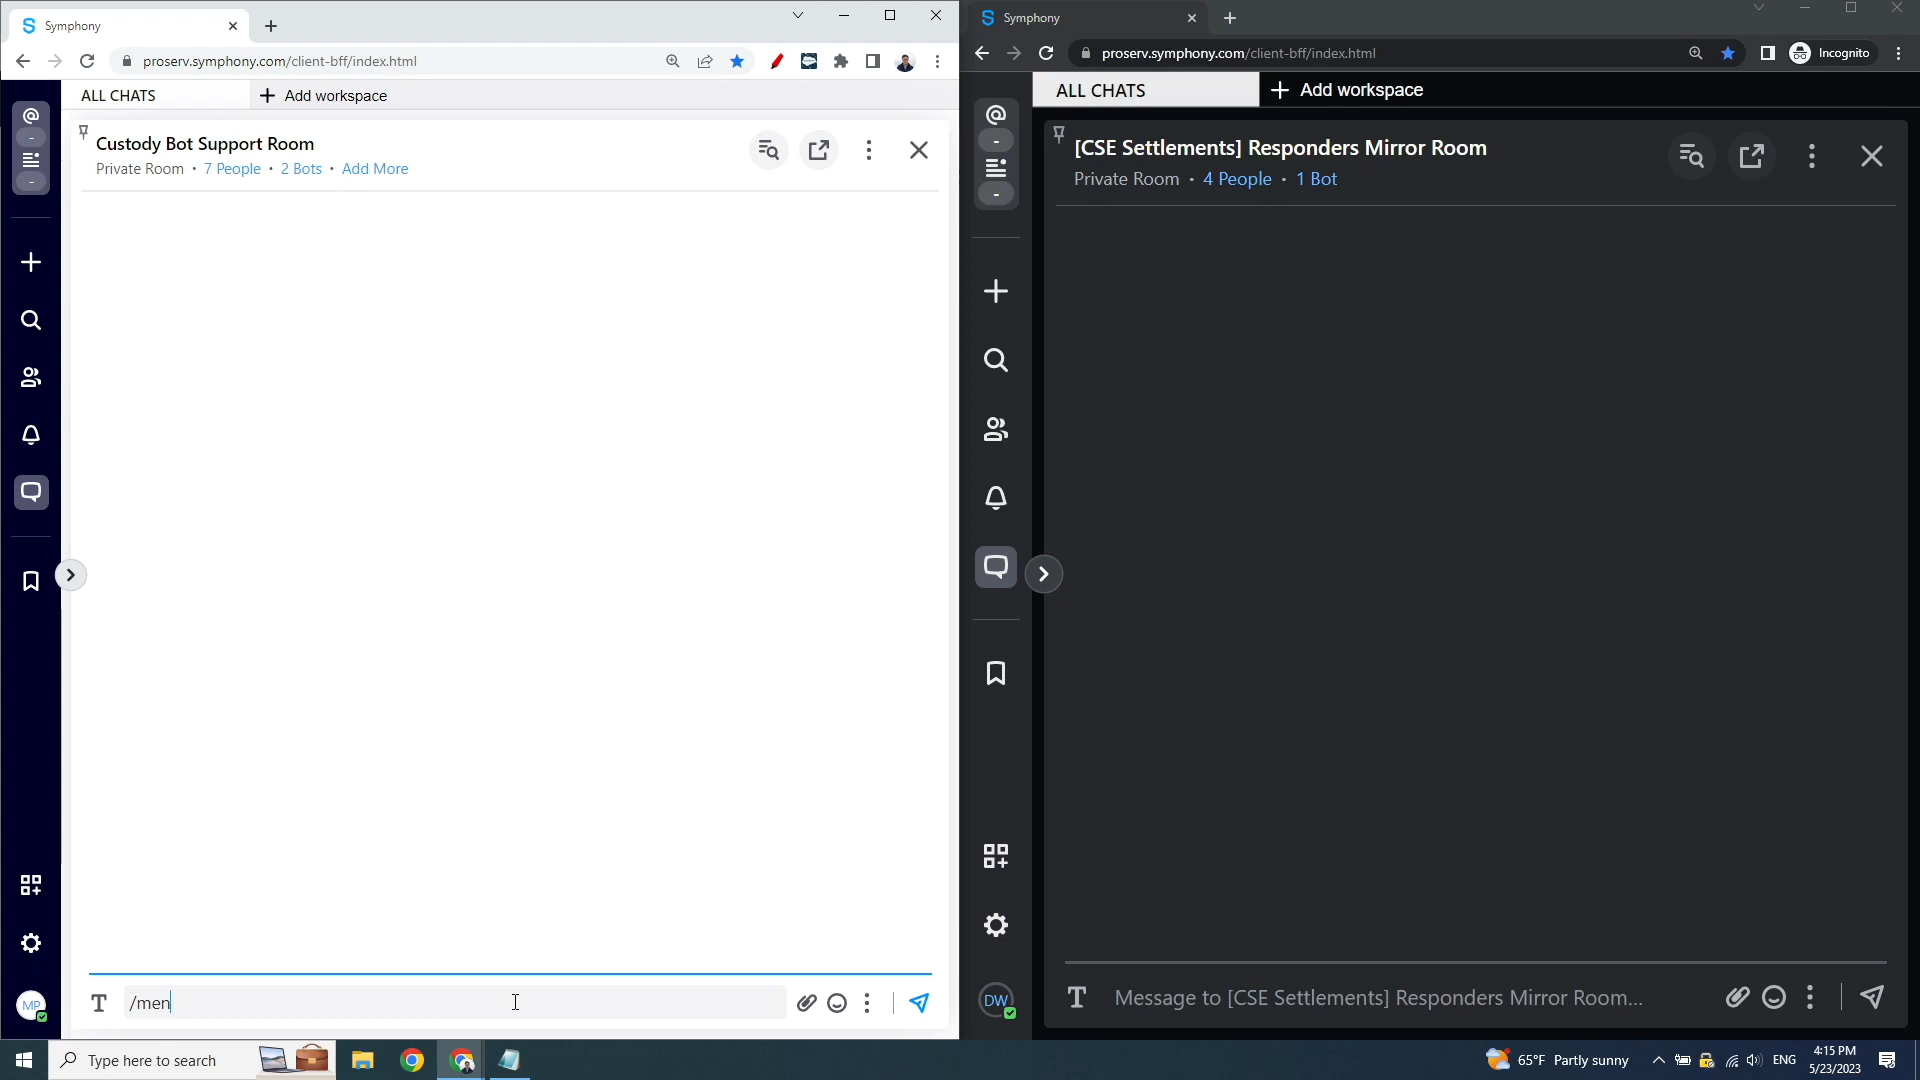 Symphony
proserv.symphony.com/client-bff/index.html
ALL CHATS
Add workspace
@
-
-
Custody Bot Support Room
Private Room • 7 People • 2 Bots • Add More
T
/men
MP
Symphony
proserv.symphony.com/client-bff/index.html
Incognito
ALL CHATS
Add workspace
@
-
-
[CSE Settlements] Responders Mirror Room
Private Room • 4 People • 1 Bot
T
Message to [CSE Settlements] Responders Mirror Room...
DW
Type here to search
65°F Partly sunny
ENG
4:15 PM
5/23/2023